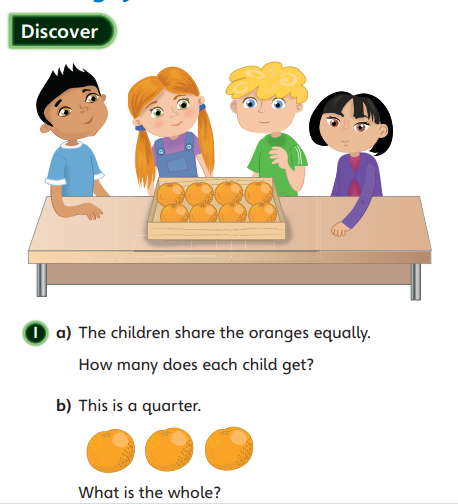 Discover
1 a) The children share the oranges equally.
How many does each child get?
b) This is a quarter.
What is the whole?